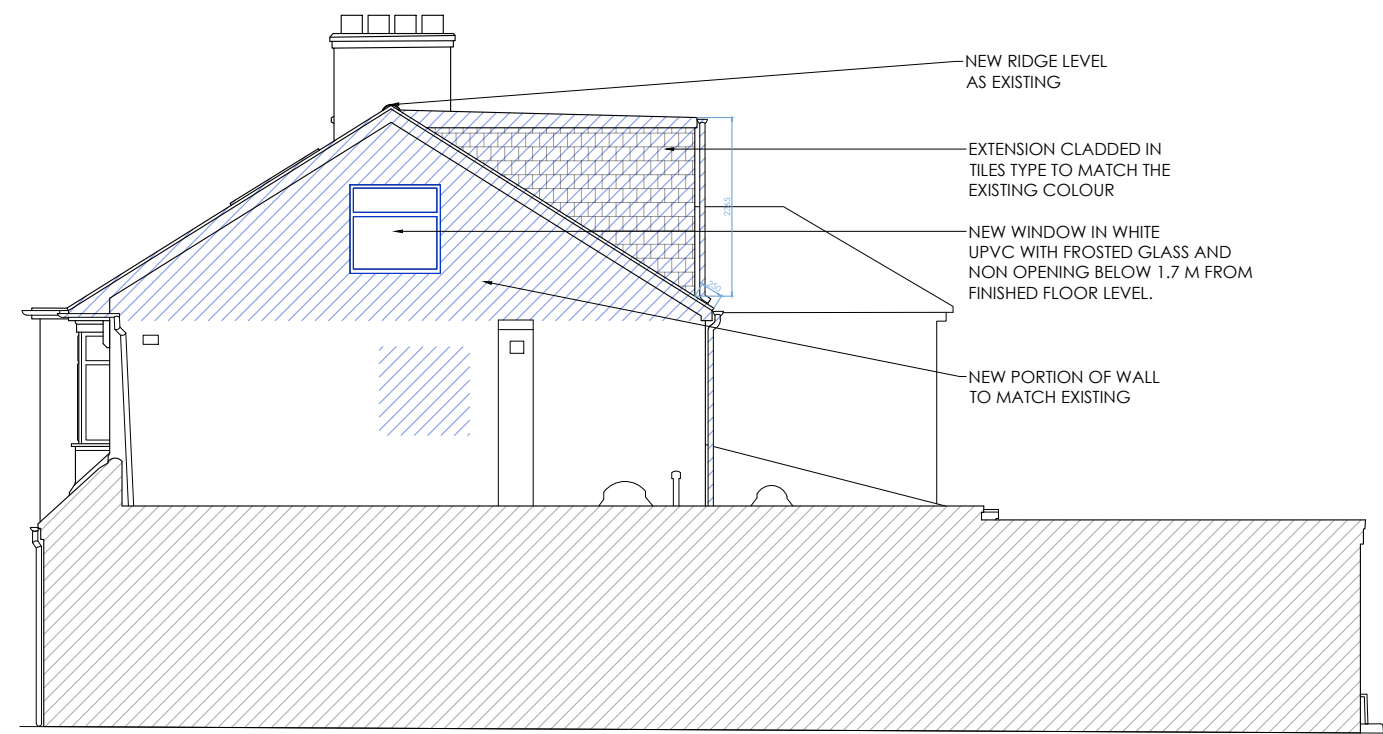 NEW RIDGE LEVEL
AS EXISTING
EXTENSION CLADDED IN
TILES TYPE TO MATCH THE
EXISTING COLOUR
NEW WINDOW IN WHITE
UPVC WITH FROSTED GLASS AND
NON OPENING BELOW 1.7 M FROM
FINISHED FLOOR LEVEL.
NEW PORTION OF WALL
TO MATCH EXISTING